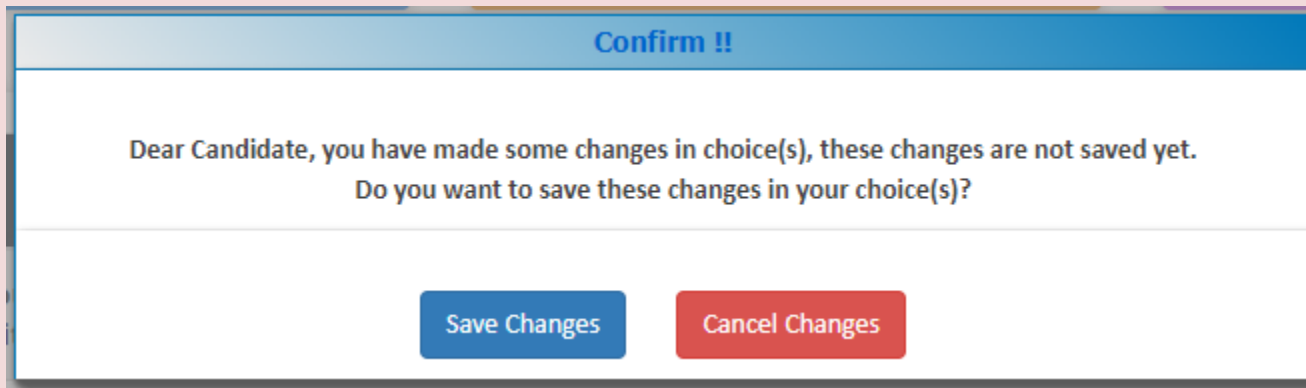 Confirm !!
Dear Candidate, you have made some changes in choice(s), these changes are not saved yet.
Do you want to save these changes in your choice(s)?
Save Changes
Cancel Changes